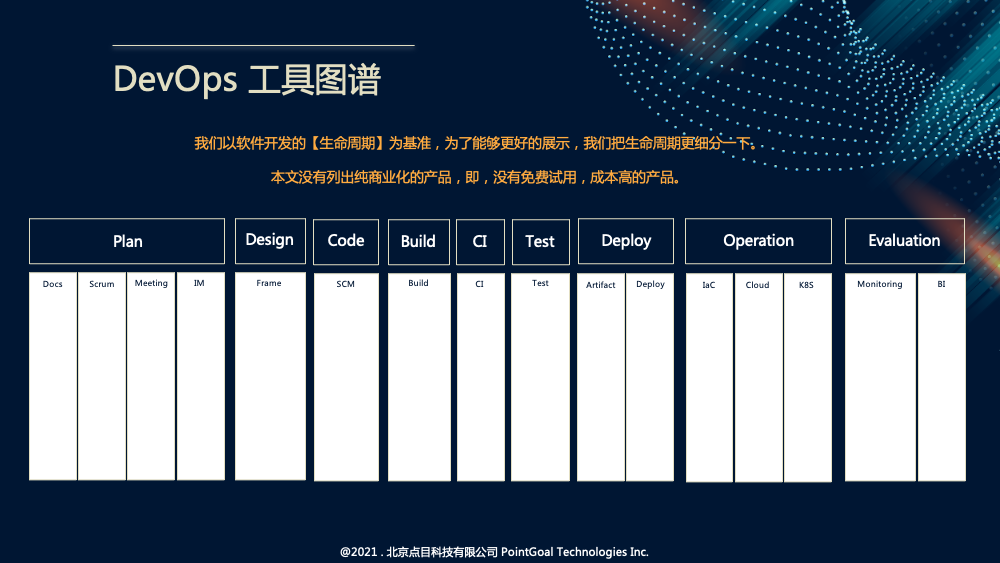 DevOps 工具图谱
我们以软件开发的【生命周期】为基准，为了能够更好的展示，我们把生命周期更细分一下。
本文没有列出纯商业化的产品，即，没有免费试用，成本高的产品。
Plan Design Code Build CI Test Deploy Operation Evaluation
Docs Scrum Meeting IM Frame SCM Build CI Test Artifact Deploy IaC Cloud K8S Monitoring BI
@2021 . 北京点目科技有限公司 PointGoal Technologies Inc.